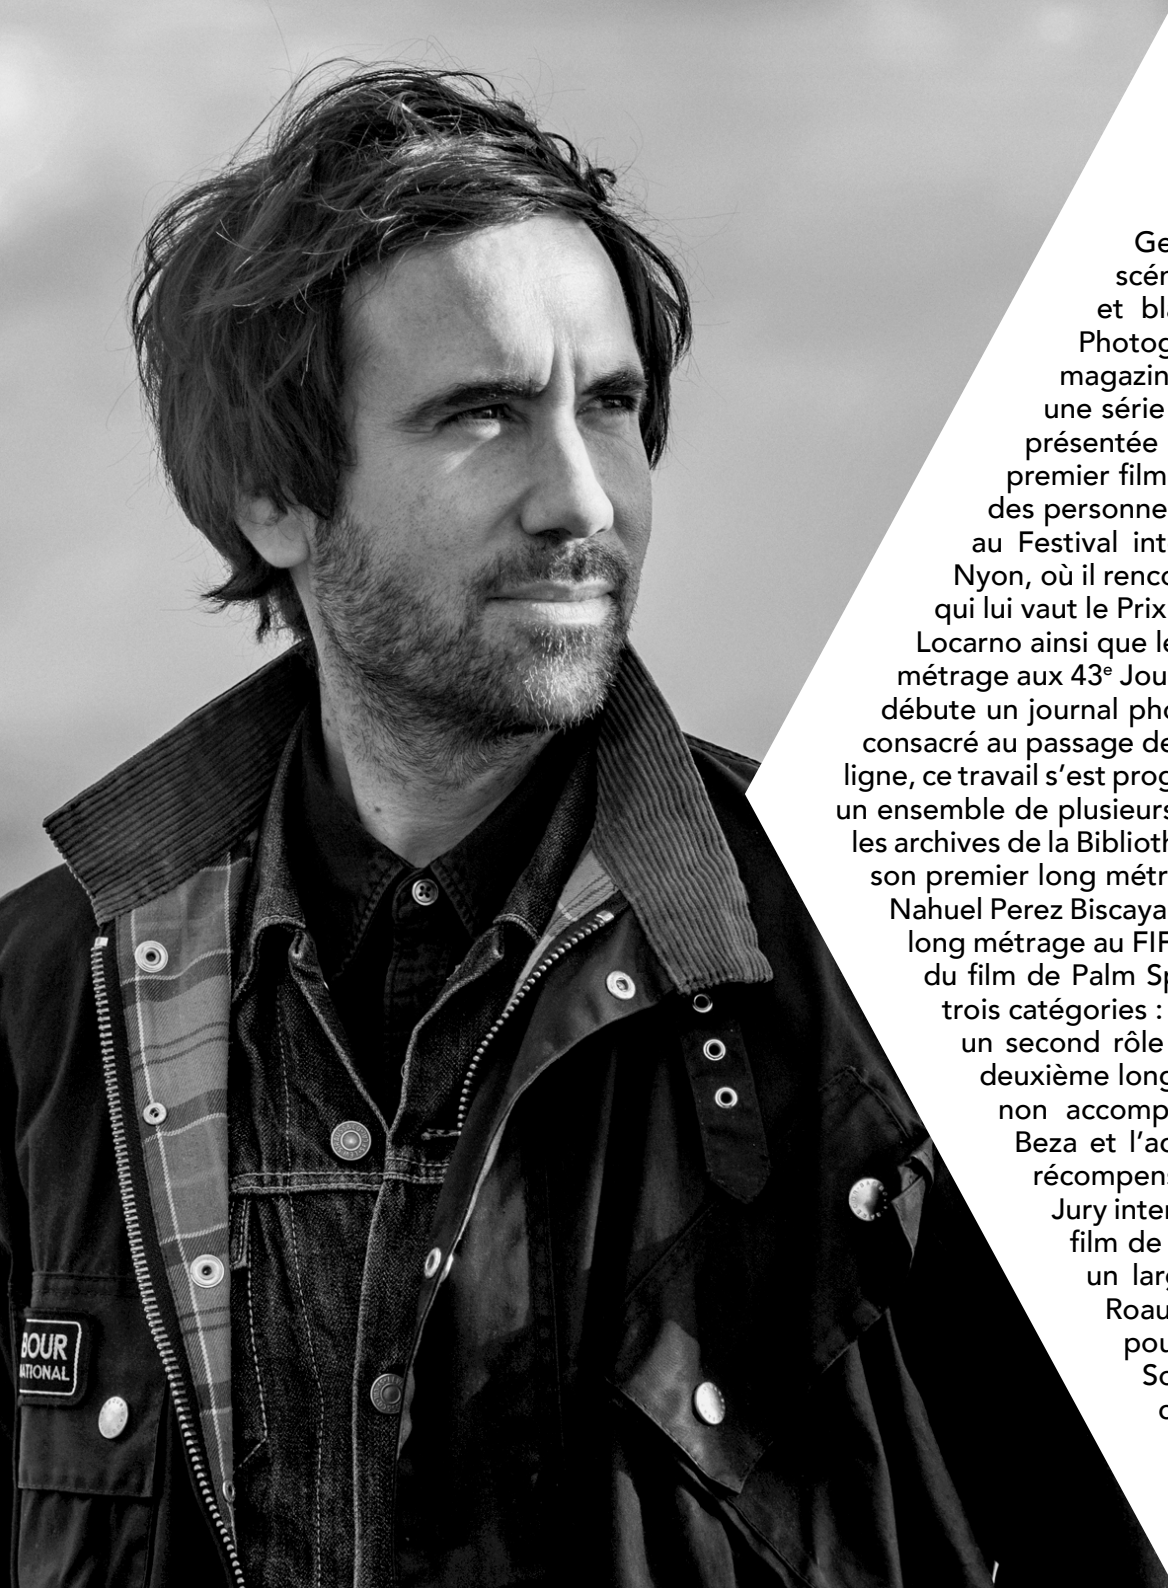 BOUR
NATIONAL
Ge
scén
et bla
Photog
magazin
une série
présentée
premier film
des personne
au Festival int
Nyon, où il renco
qui lui vaut le Prix
Locarno ainsi que le
métrage aux 43e Jou
débute un journal pho
consacré au passage de
ligne, ce travail s’est prog
un ensemble de plusieurs
les archives de la Biblioth
son premier long métr
Nahuel Perez Biscaya
long métrage au FIF
du film de Palm Sp
trois catégories :
un second rôle
deuxième long
non accomp
Beza et l’ac
récompens
Jury inter
film de
un larg
Roau
pou
So